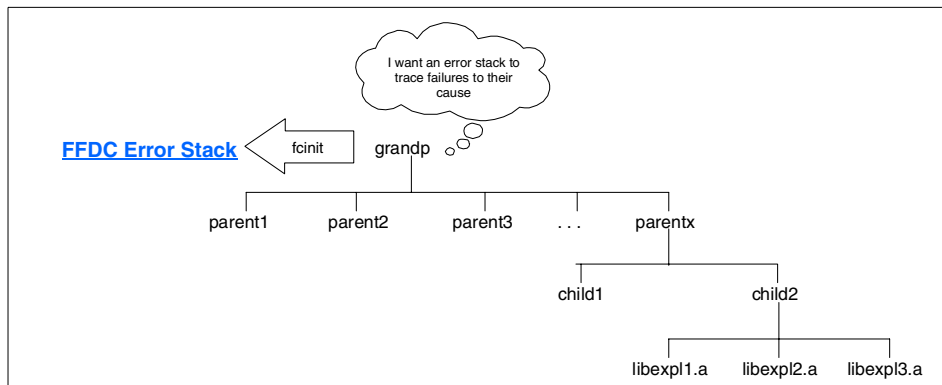 I want an error stack to
trace failures to their
cause
FFDC Error Stack
fcinit
grandp
parent1 parent2 parent3 . . . parentx
child1 child2
libexpl1.a libexpl2.a libexpl3.a